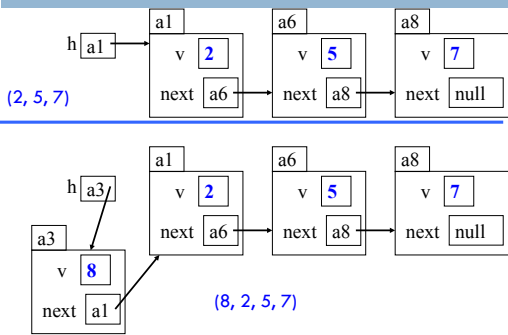 a1 a6 a8
h a1 v 2 v 5 v 7
(2, 5, 7) next a6 next a8 next null
a1 a6 a8
h a3 v 2 v 5 v 7
a3 next a6 next a8 next null
v 8
next a1 (8, 2, 5, 7)